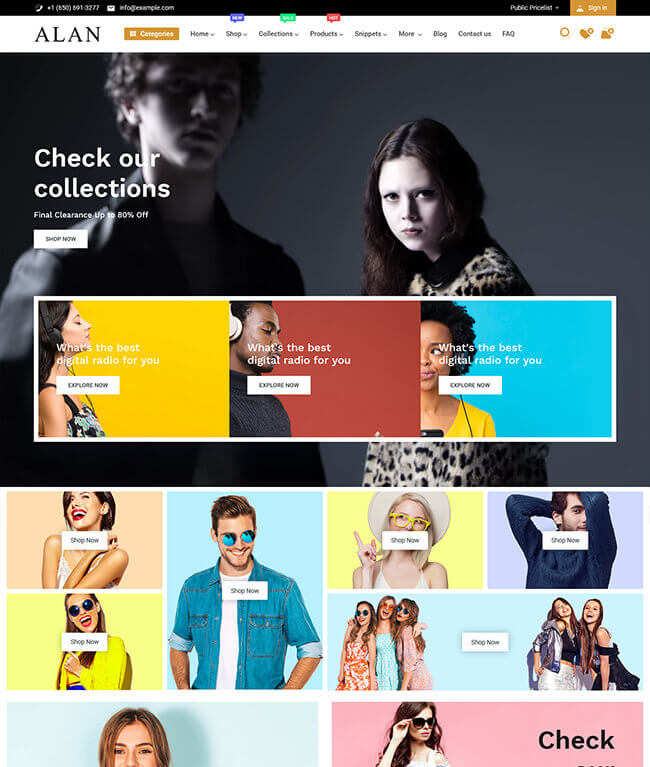 +1 (650) 691-3277 info@example.com Public Pricelist Sign In
NEW SALE HOT
ALAN Categories Home Shop Collections Products Snippets More Blog Contact us FAQ 0 0
Check our
collections
Final Clearance Up to 80% Off
SHOP NOW
What's the best
digital radio for you
EXPLORE NOW
What's the best
digital radio for you
EXPLORE NOW
What's the best
digital radio for you
EXPLORE NOW
Shop Now
Shop Now
Shop Now
Shop Now
Shop Now
Shop Now
Check